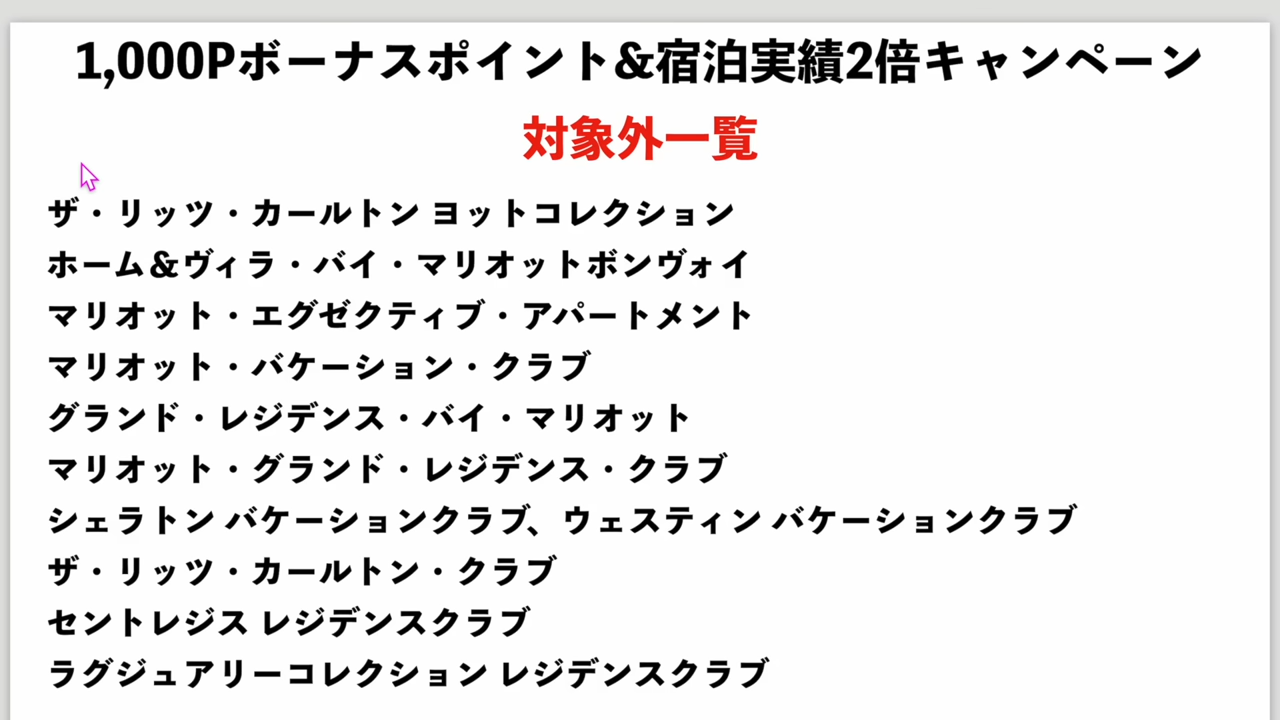 1,000Pボーナスポイント&宿泊実績2倍キャンペーン
対象外一覧
ザ・リッツ・カールトン ヨットコレクション
ホーム&ヴィラ・バイ・マリオットボンヴォイ
マリオット・エグゼクティブ・アパートメント
マリオット・バケーション・クラブ
グランド・レジデンス・バイ・マリオット
マリオット・グランド・レジデンス・クラブ
シェラトン バケーションクラブ、ウェスティン バケーションクラブ
ザ・リッツ・カールトン・クラブ
セントレジス レジデンスクラブ
ラグジュアリーコレクション レジデンスクラブ